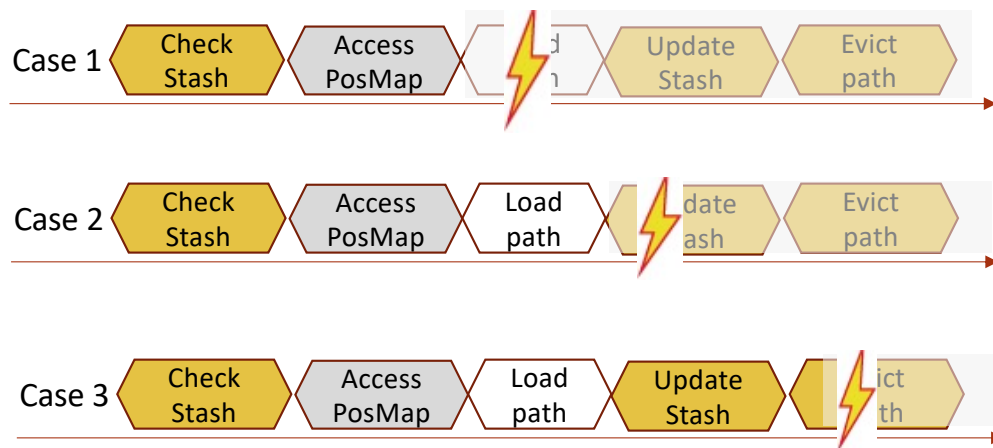 Case 1
Check
Stash
Access
PosMap
Update
Stash
Evict
path
Case 2
Check
Stash
Access
PosMap
Load
path
Evict
path
Case 3
Check
Stash
Access
PosMap
Load
path
Update
Stash